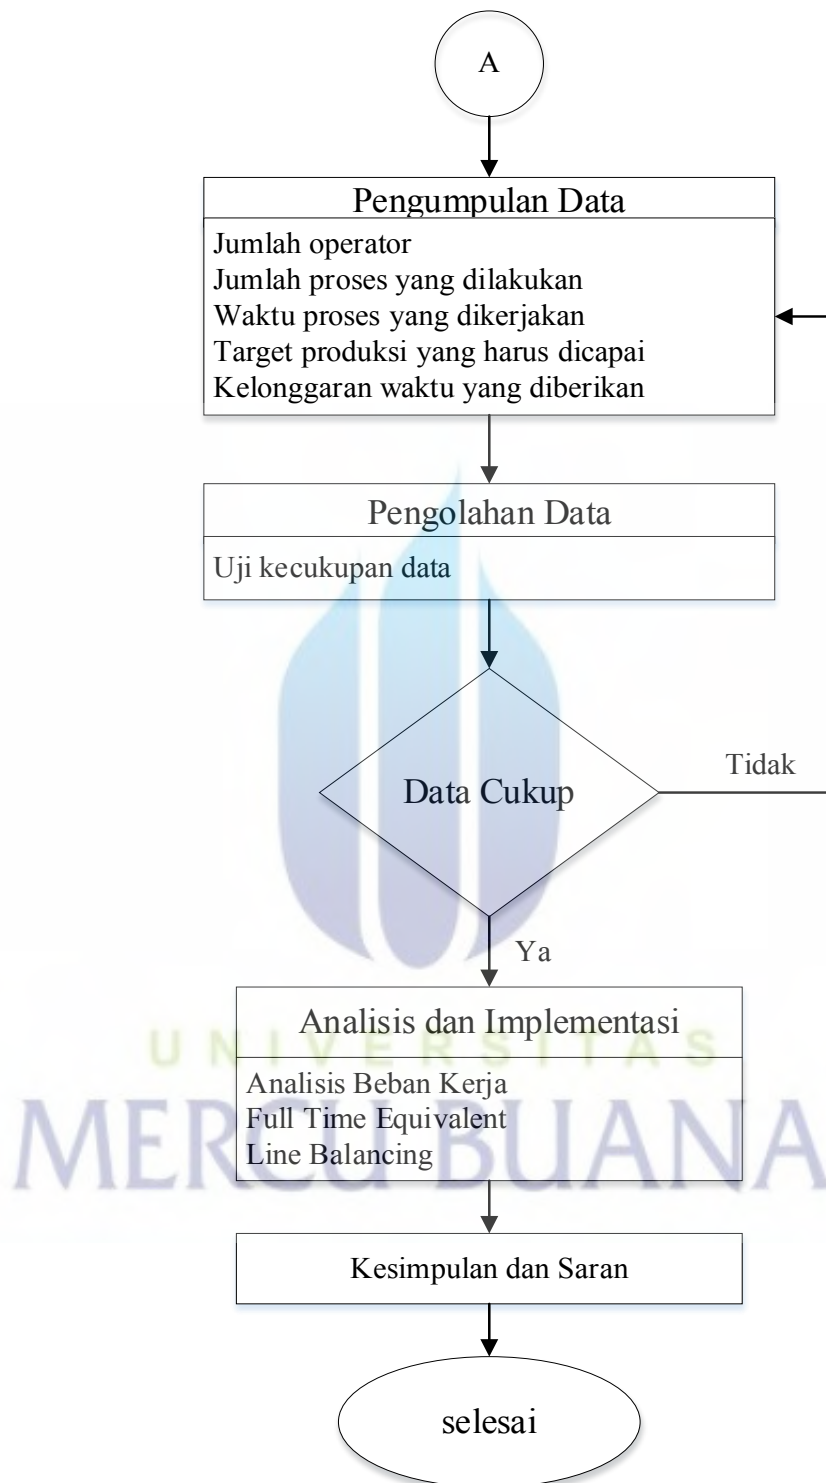 A
Pengumpulan Data
Jumlah operator
Jumlah proses yang dilakukan
Waktu proses yang dikerjakan
Target produksi yang harus dicapai
Kelonggaran waktu yang diberikan
Pengolahan Data
Uji kecukupan data
Data Cukup
Tidak
Ya
Analisis dan Implementasi
UNIVERSITAS
Analisis Beban Kerja
Full Time Equivalent
Line Balancing
MERCU BUANA
Kesimpulan dan Saran
selesai